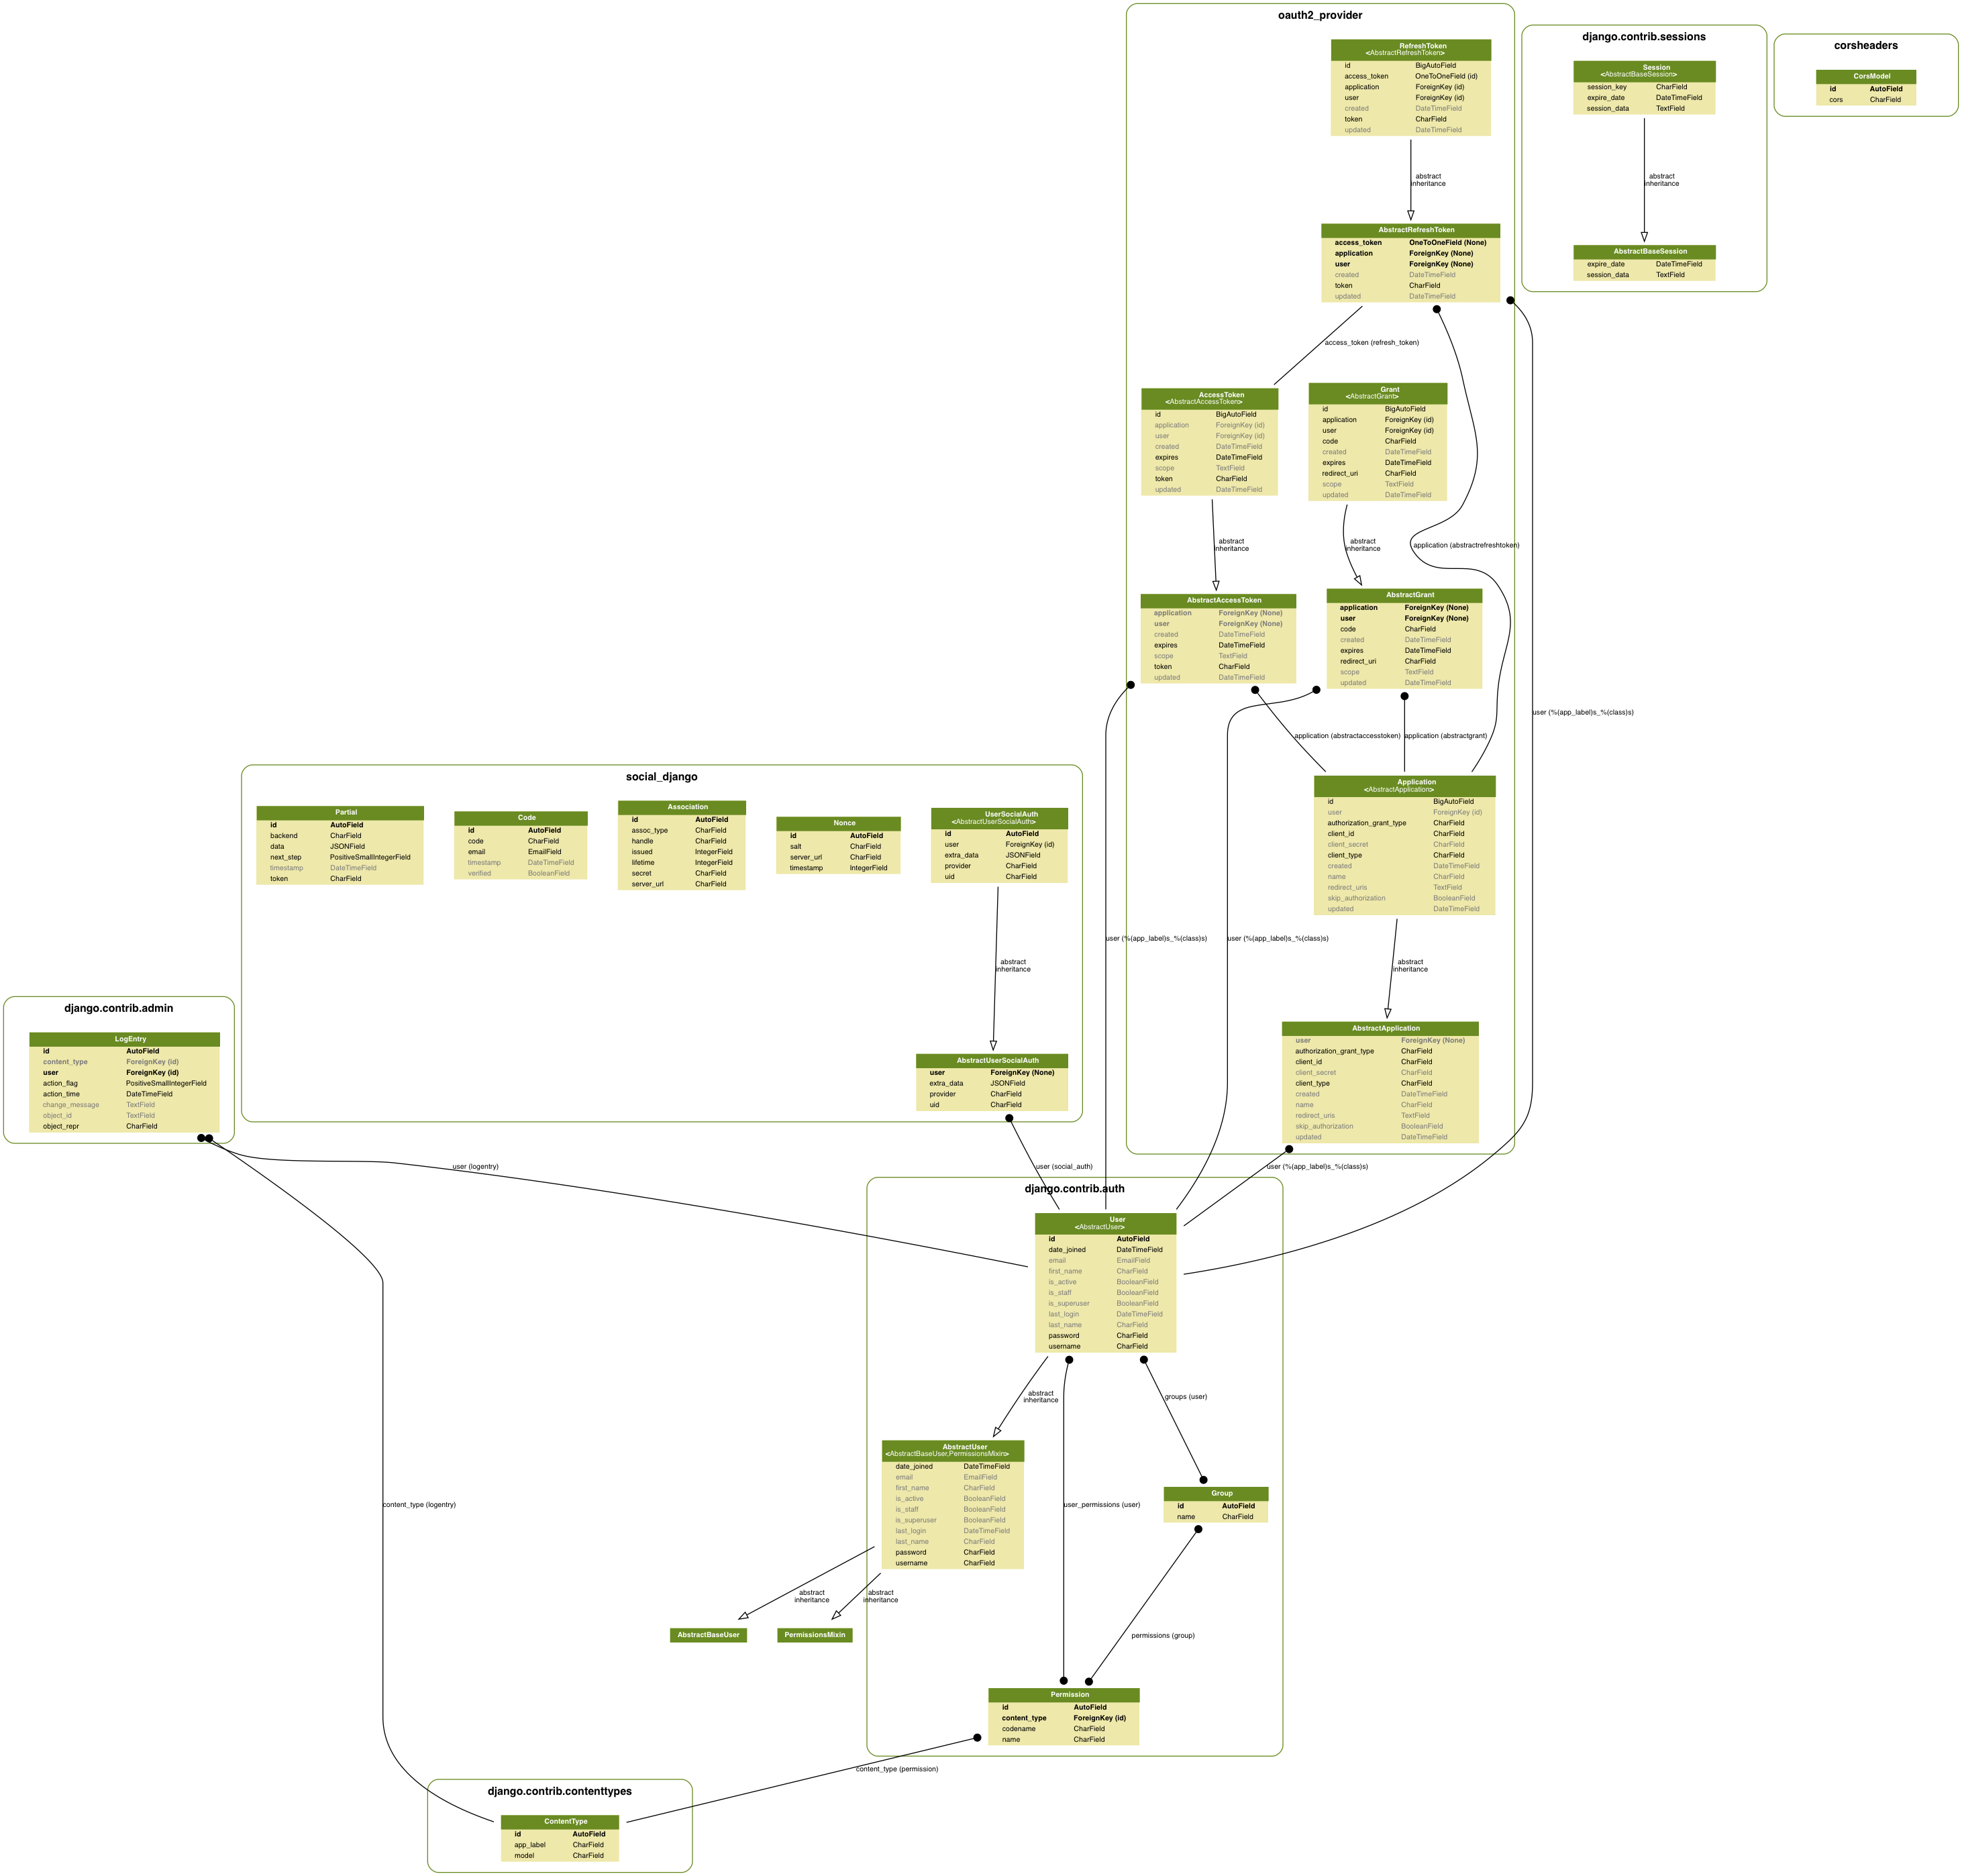 oauth2_provider
RefreshToken
<AbstractRefreshToken>
id BigAutoField
access_token OneToOneField (id)
application ForeignKey (id)
user ForeignKey (id)
created DateTimeField
token CharField
updated DateTimeField
abstract
inheritance
AbstractRefreshToken
access_token OneToOneField (None)
application ForeignKey (None)
user ForeignKey (None)
created DateTimeField
token CharField
updated DateTimeField
access_token (refresh_token)
AccessToken
<AbstractAccessToken>
id BigAutoField
application ForeignKey (id)
user ForeignKey (id)
created DateTimeField
expires DateTimeField
scope TextField
token CharField
updated DateTimeField
Grant
<AbstractGrant>
id BigAutoField
application ForeignKey (id)
user ForeignKey (id)
code CharField
created DateTimeField
expires DateTimeField
redirect_uri CharField
scope TextField
updated DateTimeField
abstract
inheritance
abstract
inheritance
application (abstractrefreshtoken)
AbstractAccessToken
application ForeignKey (None)
user ForeignKey (None)
created DateTimeField
expires DateTimeField
scope TextField
token CharField
updated DateTimeField
AbstractGrant
application ForeignKey (None)
user ForeignKey (None)
code CharField
created DateTimeField
expires DateTimeField
redirect_uri CharField
scope TextField
updated DateTimeField
user (%(app_label)s_%(class)s)
application (abstractaccesstoken)
application (abstractgrant)
Application
<AbstractApplication>
id BigAutoField
user ForeignKey (id)
authorization_grant_type CharField
client_id CharField
client_secret CharField
client_type CharField
created DateTimeField
name CharField
redirect_uris TextField
skip_authorization BooleanField
updated DateTimeField
user (%(app_label)s_%(class)s)
user (%(app_label)s_%(class)s)
abstract
inheritance
AbstractApplication
user ForeignKey (None)
authorization_grant_type CharField
client_id CharField
client_secret CharField
client_type CharField
created DateTimeField
name CharField
redirect_uris TextField
skip_authorization BooleanField
updated DateTimeField
user (%(app_label)s_%(class)s)
django.contrib.sessions
Session
<AbstractBaseSession>
session_key CharField
expire_date DateTimeField
session_data TextField
abstract
inheritance
AbstractBaseSession
expire_date DateTimeField
session_data TextField
corsheaders
CorsModel
id AutoField
cors CharField
social_django
Partial
id AutoField
backend CharField
data JSONField
next_step PositiveSmallIntegerField
timestamp DateTimeField
token CharField
Code
id AutoField
code CharField
email EmailField
timestamp DateTimeField
verified BooleanField
Association
id AutoField
assoc_type CharField
handle CharField
issued IntegerField
lifetime IntegerField
secret CharField
server_url CharField
Nonce
id AutoField
salt CharField
server_url CharField
timestamp IntegerField
UserSocialAuth
<AbstractUserSocialAuth>
id AutoField
user ForeignKey (id)
extra_data JSONField
provider CharField
uid CharField
abstract
inheritance
AbstractUserSocialAuth
user ForeignKey (None)
extra_data JSONField
provider CharField
uid CharField
user (social_auth)
django.contrib.admin
LogEntry
id AutoField
content_type ForeignKey (id)
user ForeignKey (id)
action_flag PositiveSmallIntegerField
action_time DateTimeField
change_message TextField
object_id TextField
object_repr CharField
user (logentry)
content_type (logentry)
django.contrib.auth
User
<AbstractUser>
id AutoField
date_joined DateTimeField
email EmailField
first_name CharField
is_active BooleanField
is_staff BooleanField
is_superuser BooleanField
last_login DateTimeField
last_name CharField
password CharField
username CharField
abstract
inheritance
groups (user)
AbstractUser
<AbstractBaseUser,PermissionsMixin>
date_joined DateTimeField
email EmailField
first_name CharField
is_active BooleanField
is_staff BooleanField
is_superuser BooleanField
last_login DateTimeField
last_name CharField
password CharField
username CharField
user_permissions (user)
Group
id AutoField
name CharField
abstract
inheritance
abstract
inheritance
AbstractBaseUser
PermissionsMixin
permissions (group)
Permission
id AutoField
content_type ForeignKey (id)
codename CharField
name CharField
content_type (permission)
django.contrib.contenttypes
ContentType
id AutoField
app_label CharField
model CharField